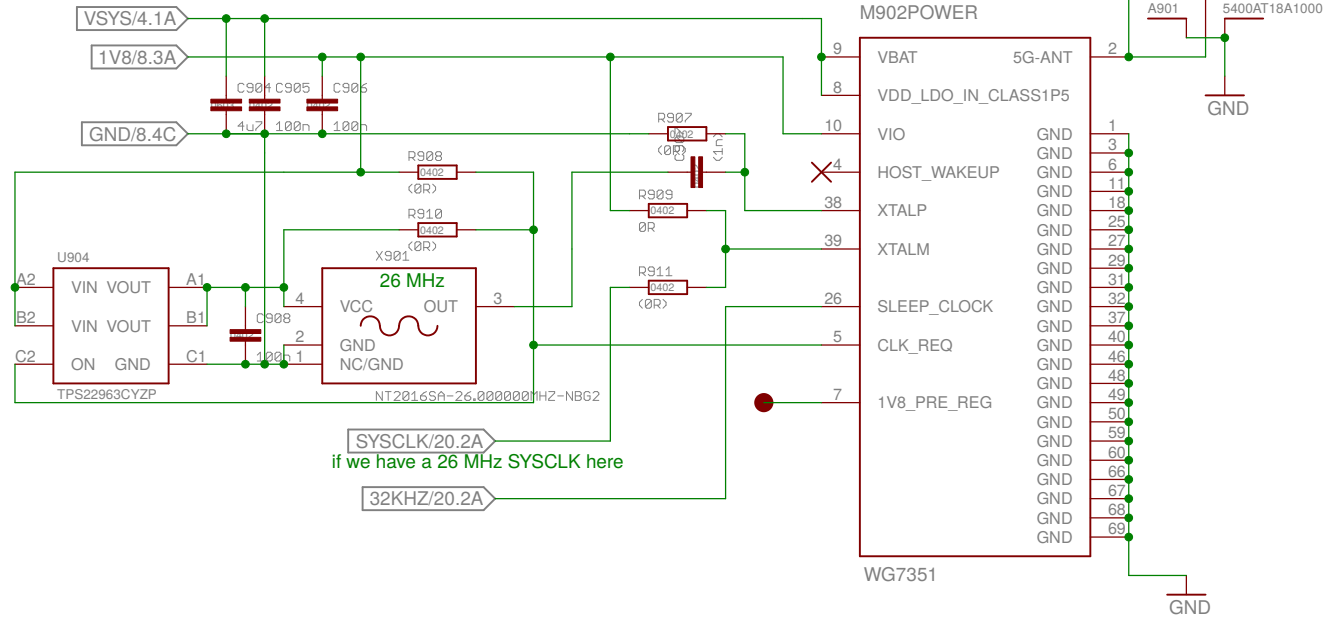 VSYS/4.1A
1V8/8.3A
GND/8.4C
C904
C905
C906
4u7
100n
100n
R907
0402
(0R)
(1n)
R908
0402
(0R)
R909
0402
0R
R910
0402
(0R)
R911
0402
(0R)
U904
A2
B2
C2
VIN VOUT
VIN VOUT
ON GND
A1
B1
C1
TPS22963CYZP
C908
100n
X901
26 MHz
4
2
1
VCC
OUT
3
GND
NC/GND
NT2016SA-26.000000MHZ-NBG2
SYSCLK/20.2A
if we have a 26 MHz SYSCLK here
32KHZ/20.2A
M902POWER
9 VBAT
8 VDD_LDO_IN_CLASS1P5
10 VIO
4 HOST_WAKEUP
38 XTALP
39 XTALM
26 SLEEP_CLOCK
5 CLK_REQ
7 1V8_PRE_REG
5G-ANT 2
GND 1
GND 3
GND 6
GND 11
GND 18
GND 25
GND 27
GND 29
GND 31
GND 32
GND 37
GND 40
GND 46
GND 48
GND 49
GND 50
GND 59
GND 60
GND 66
GND 67
GND 68
GND 69
WG7351
A901
5400AT18A1000
GND
GND